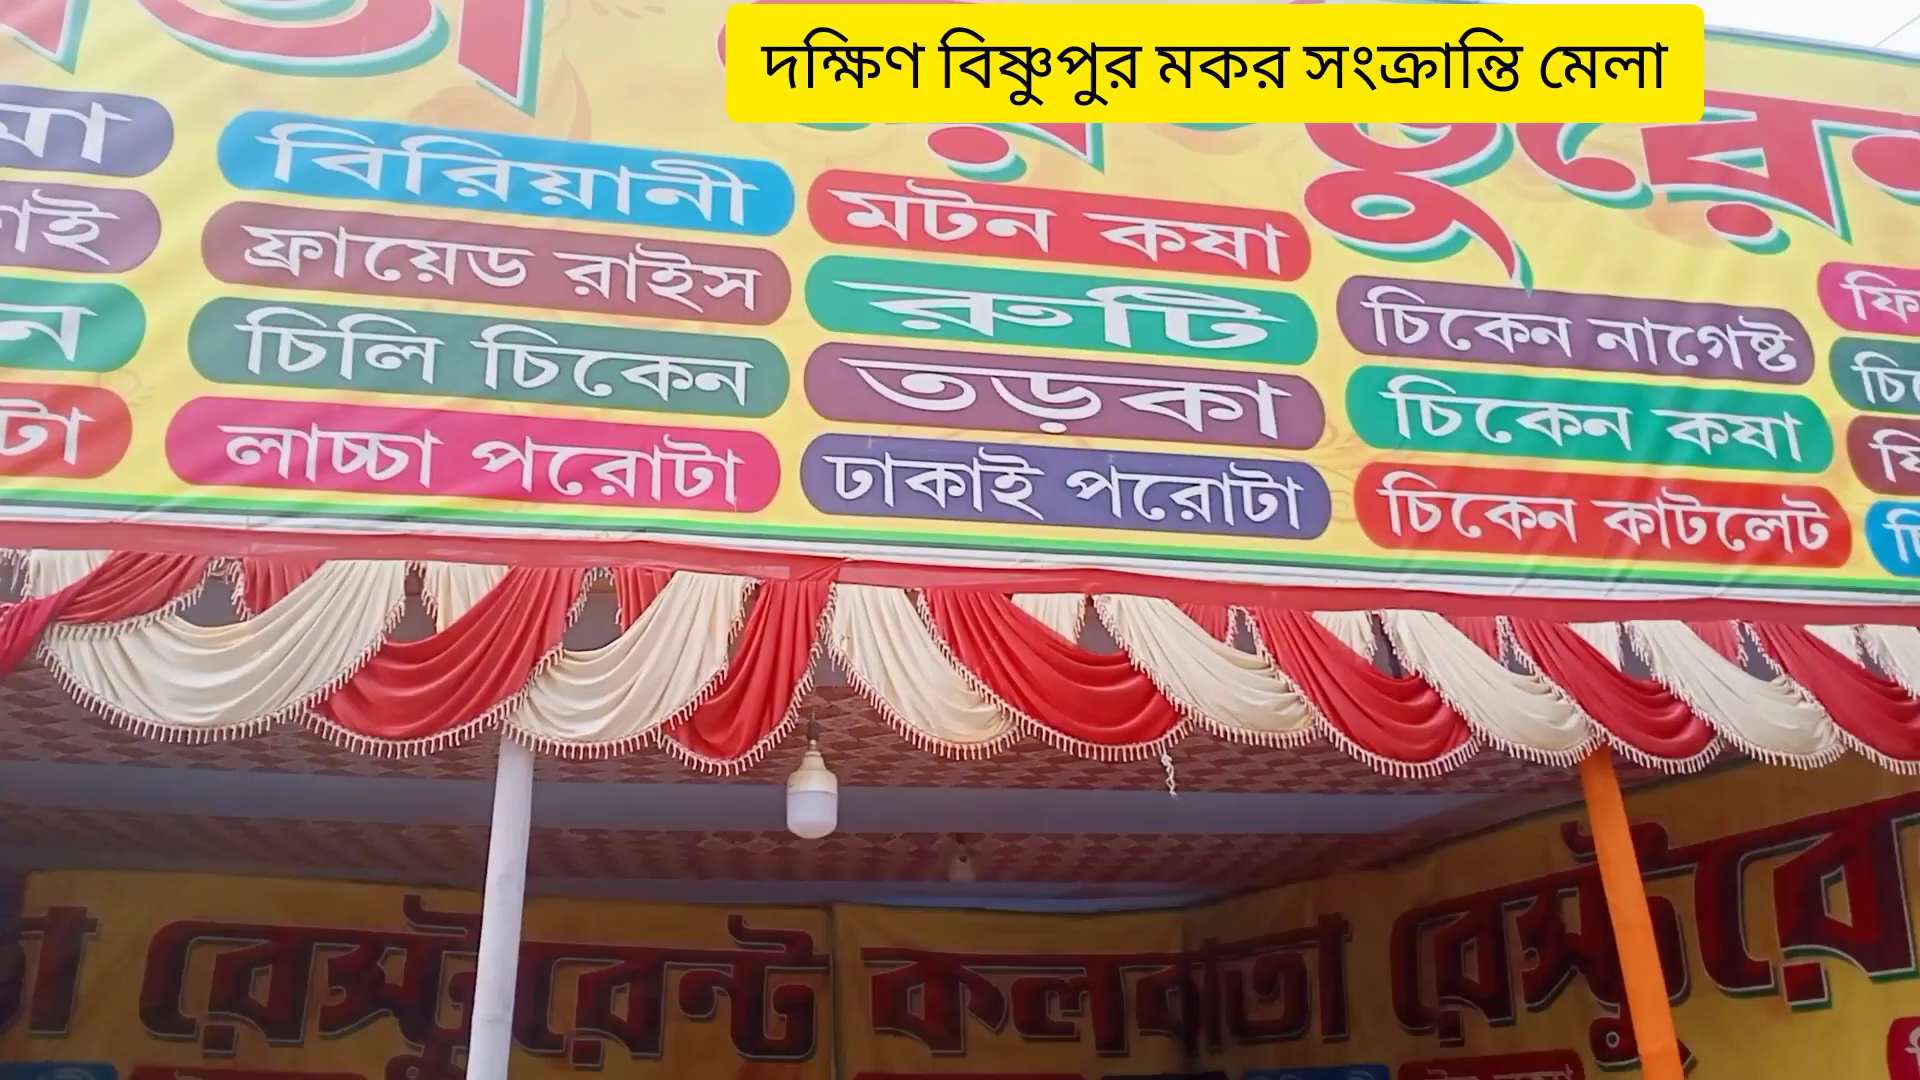 দক্ষিণ বিষ্ণুপুর মকর সংক্রান্তি মেলা
বিরিয়ানী
ফ্রায়েড রাইস
চিলি চিকেন
লাচ্চা পরোটা
মটন কষা
রুটি
তড়কা
ঢাকাই পরোটা
চিকেন নাগেষ্ট
চিকেন কষা
চিকেন কাটলেট
রেস্টুরেন্ট কলকাতা